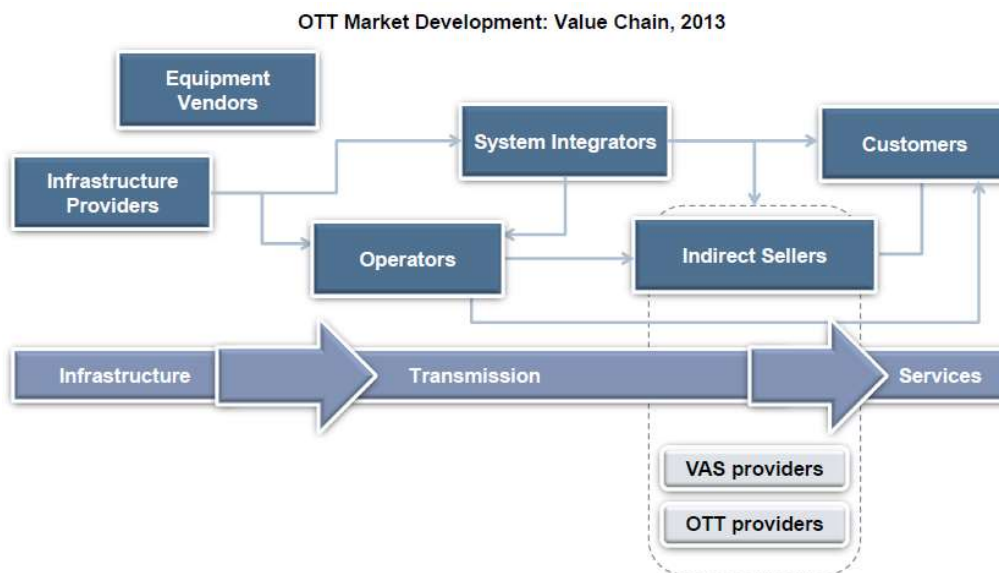 OTT Market Development: Value Chain, 2013
Equipment
Vendors
System Integrators
Customers
Infrastructure
Providers
Operators
Indirect Sellers
Infrastructure
Transmission
Services
VAS providers
OTT providers